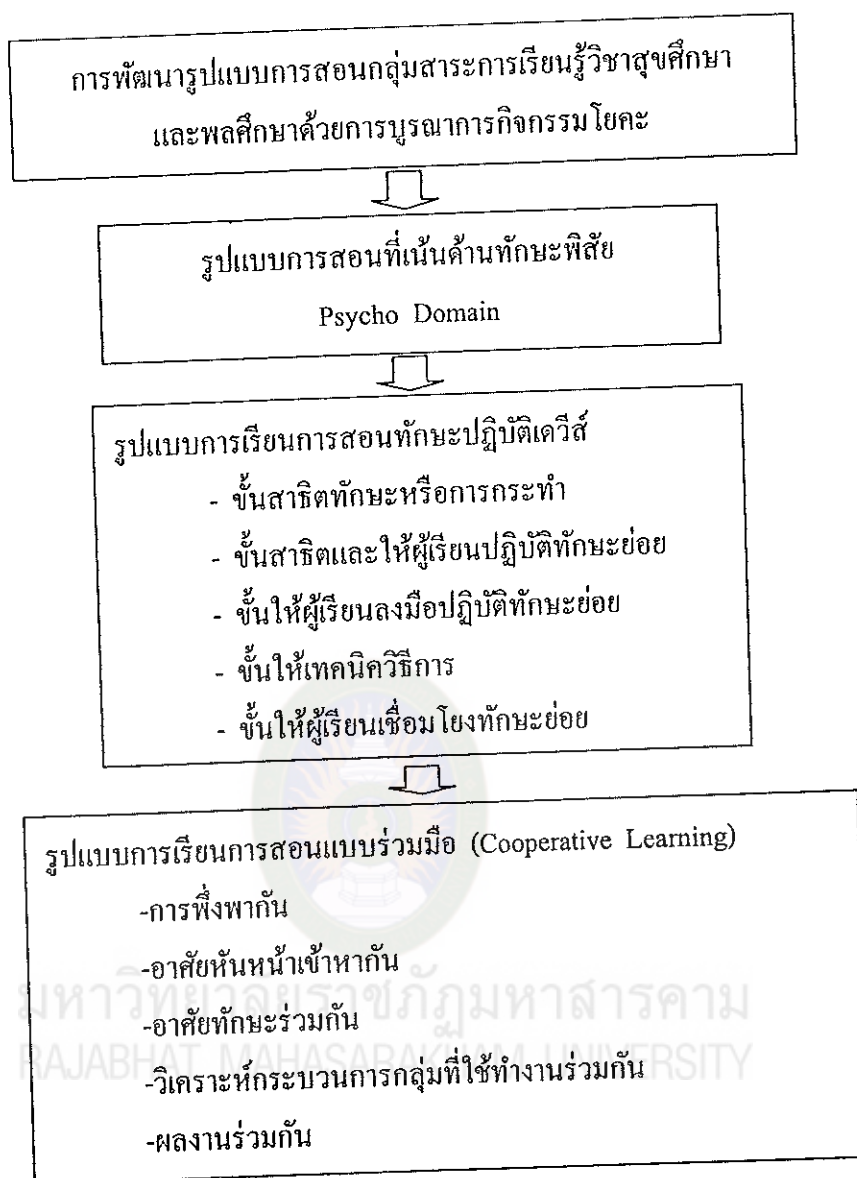 การพัฒนารูปแบบการสอนกลุ่มสาระการเรียนรู้วิชาสุขศึกษา
และพลศึกษาด้วยการบูรณาการกิจกรรมโยคะ
รูปแบบการสอนที่เน้นด้านทักษะพิสัย
Psycho Domain
รูปแบบการเรียนการสอนทักษะปฏิบัติเดวีส์
- ขั้นสาธิตทักษะหรือการกระทำ
- ขั้นสาธิตและให้ผู้เรียนปฏิบัติทักษะย่อย
- ขั้นให้ผู้เรียนลงมือปฏิบัติทักษะย่อย
- ขั้นให้เทคนิควิธีการ
- ขั้นให้ผู้เรียนเชื่อมโยงทักษะย่อย
รูปแบบการเรียนการสอนแบบร่วมมือ (Cooperative Learning)
-การพึ่งพากัน
-อาศัยหันหน้าเข้าหากัน
มหาวิทยาลัยราชภัฏมหาสารคาม
-อาศัยทักษะร่วมกัน
RAJABHAT MAHASARAKHAM UNIVERSITY
-วิเคราะห์กระบวนการกลุ่มที่ใช้ทำงานร่วมกัน
-ผลงานร่วมกัน